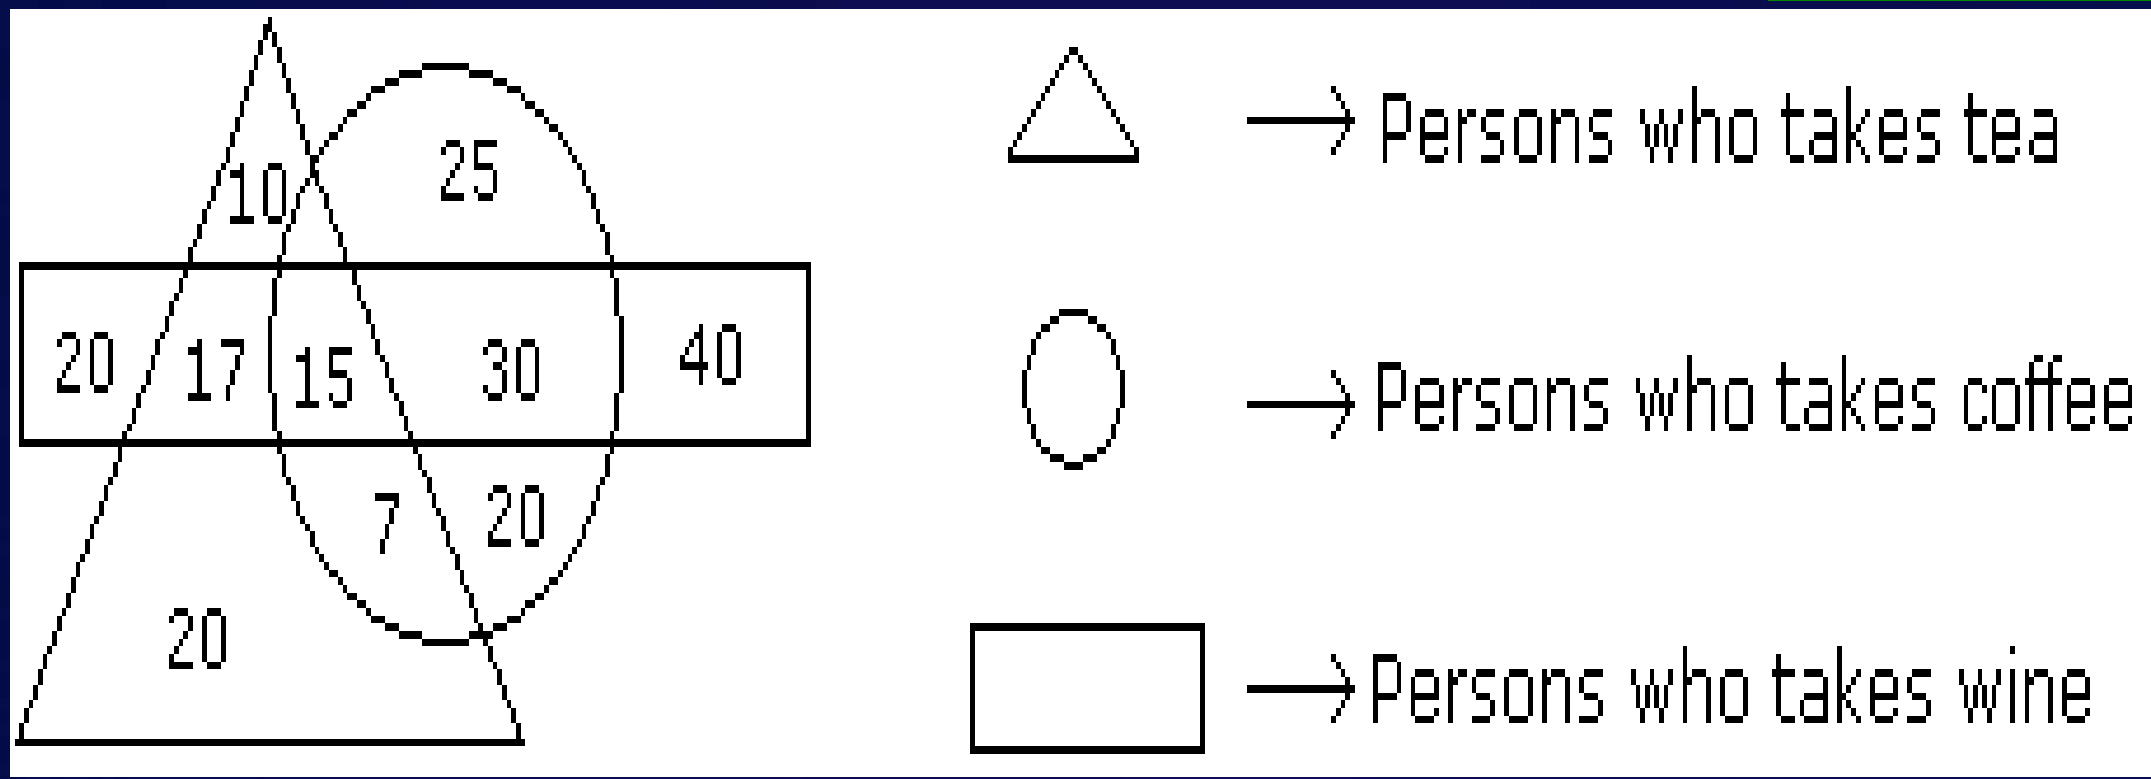 10
25
20 17 15 30 40
7 20
20
Persons who takes tea
Persons who takes coffee
Persons who takes wine